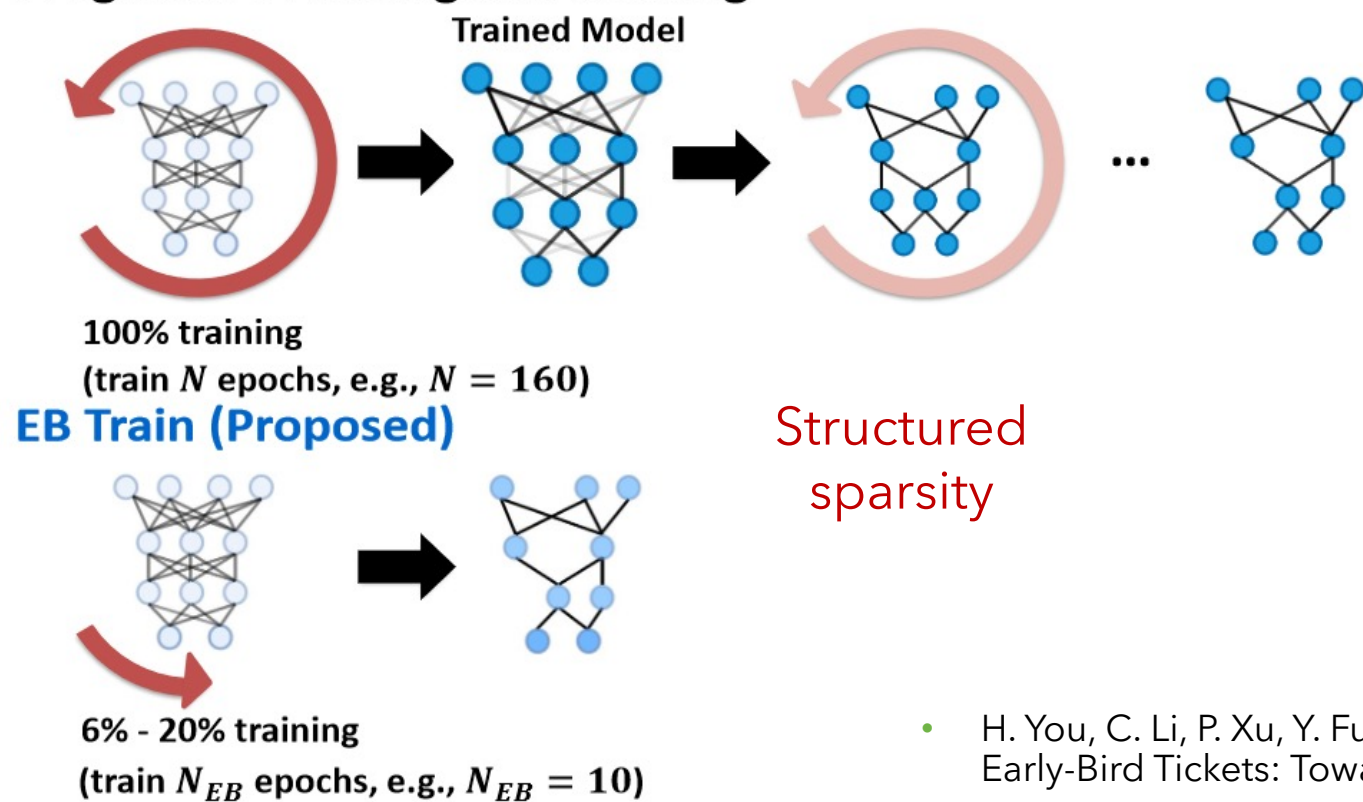 Trained Model
...
100% training
(train N epochs, e.g., N = 160)
EB Train (Proposed)
Structured
sparsity
6% - 20% training
(train N_EB epochs, e.g., N_EB = 10)
• H. You, C. Li, P. Xu, Y. Fu
Early-Bird Tickets: Towa